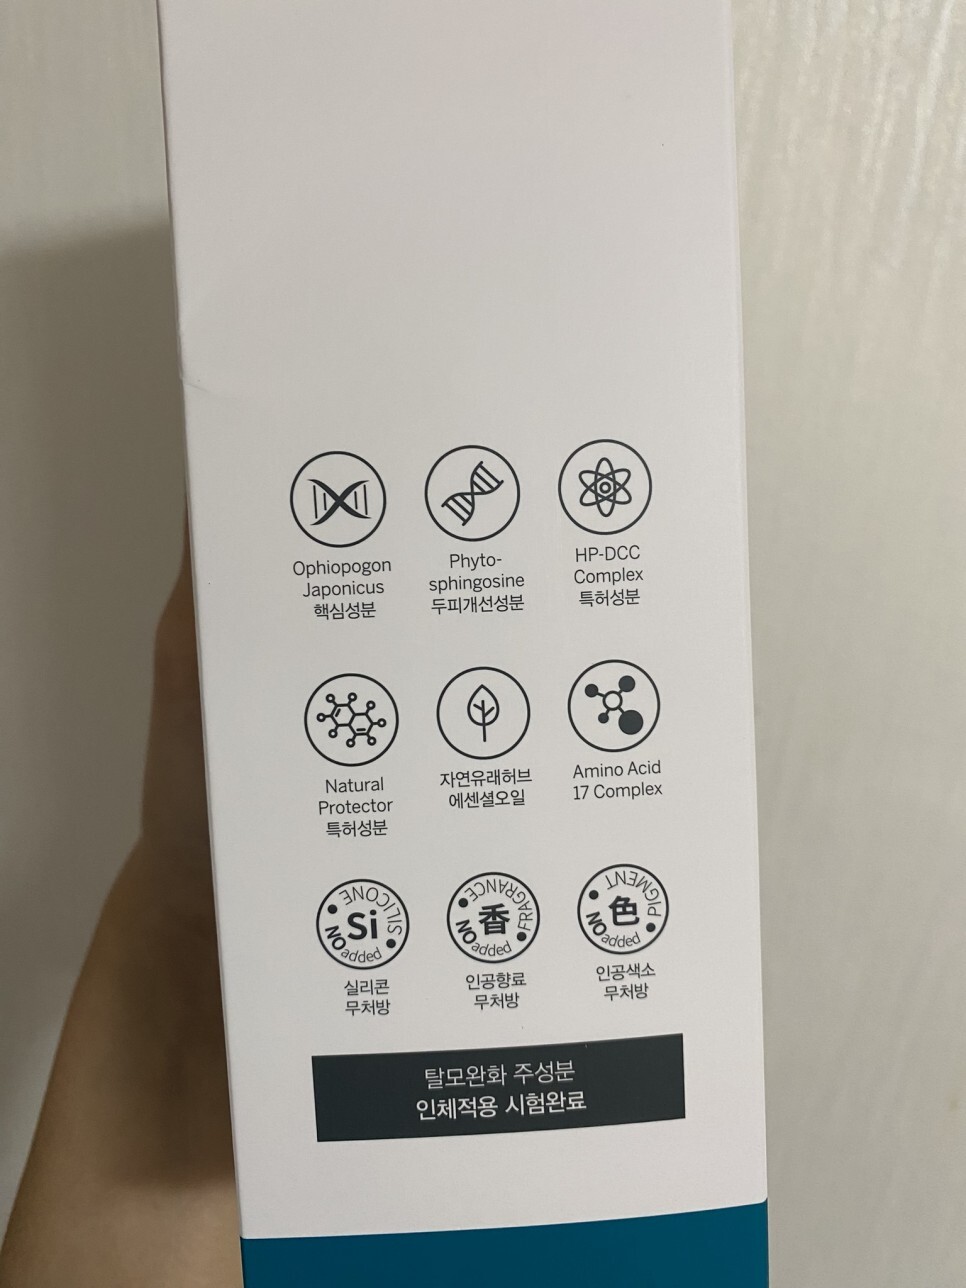 Ophiopogon
Japonicus
핵심성분
Phyto-
sphingosine
두피개선성분
HP-DCC
Complex
특허성분
Natural
Protector
특허성분
자연유래허브
에센셜오일
Amino Acid
17 Complex
NO added SILICONE
Si
실리콘
무처방
NO added FRAGRANCE
香
인공향료
무처방
NO added PIGMENT
色
인공색소
무처방
탈모완화 주성분
인체적용 시험완료